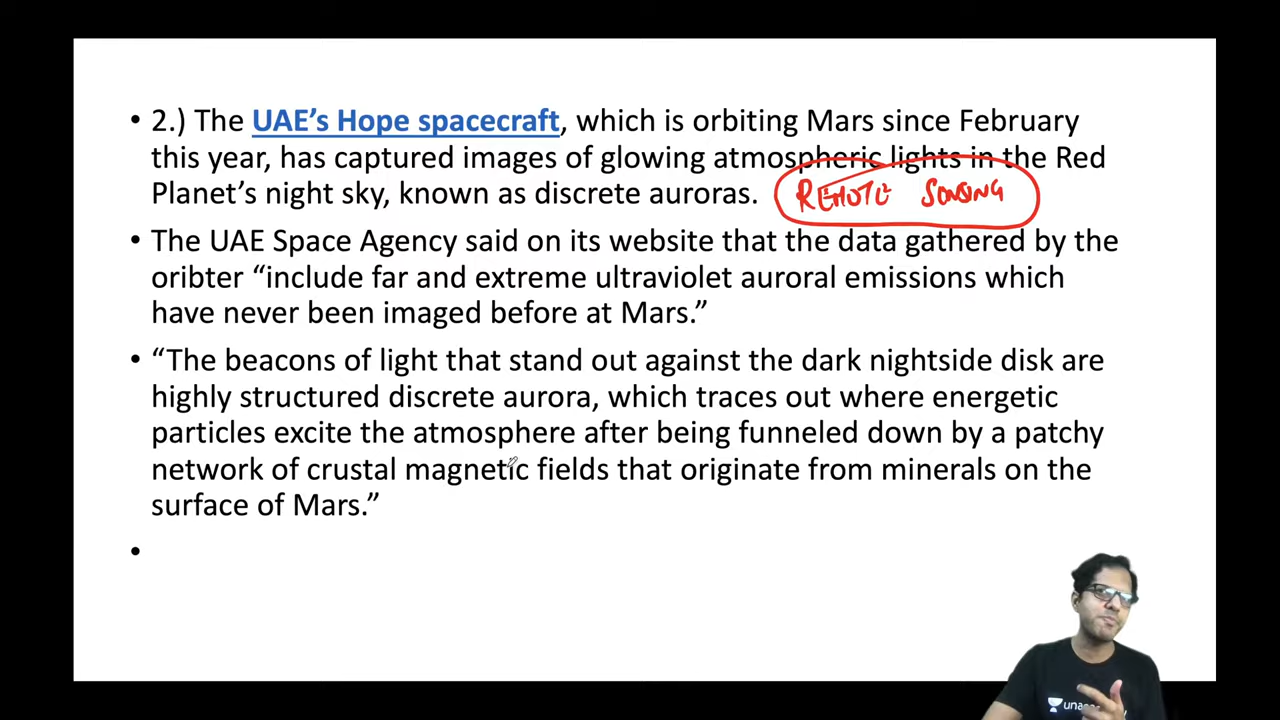 • 2.) The UAE’s Hope spacecraft, which is orbiting Mars since February
this year, has captured images of glowing atmospheric lights in the Red
Planet’s night sky, known as discrete auroras.
REMOTE SENSING
• The UAE Space Agency said on its website that the data gathered by the
oribter “include far and extreme ultraviolet auroral emissions which
have never been imaged before at Mars.”
• “The beacons of light that stand out against the dark nightside disk are
highly structured discrete aurora, which traces out where energetic
particles excite the atmosphere after being funneled down by a patchy
network of crustal magnetic fields that originate from minerals on the
surface of Mars.”
•